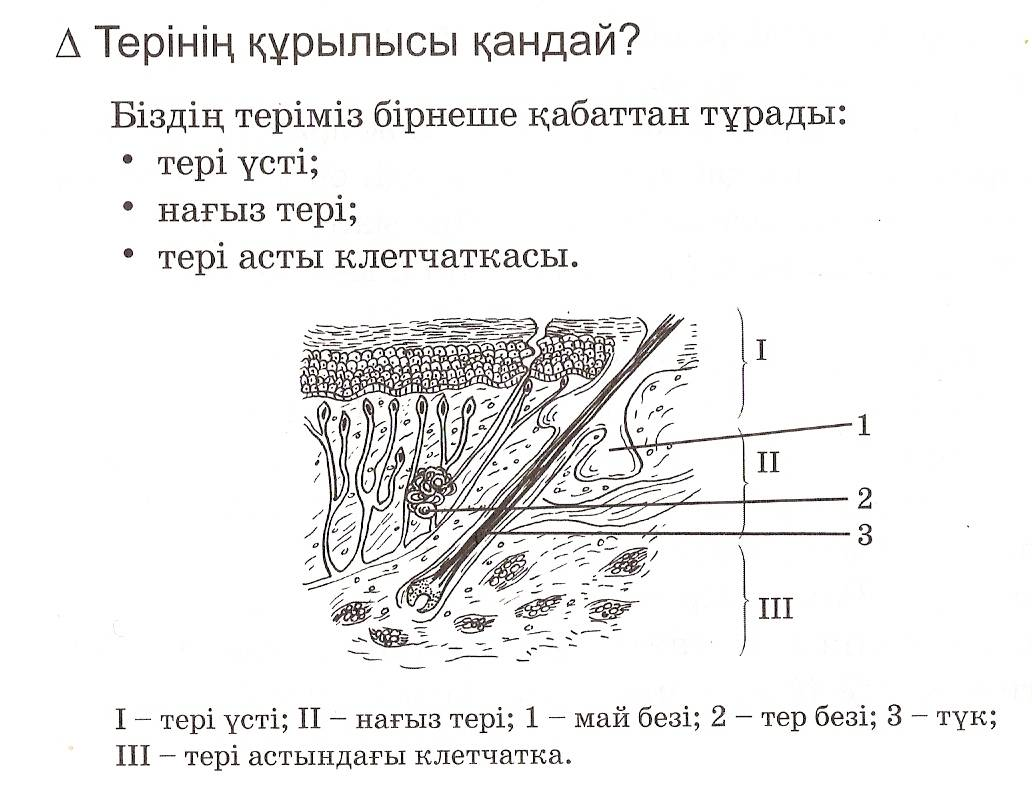 Δ Терінің құрылысы қандай?
Біздің теріміз бірнеше қабаттан тұрады:
• тері үсті;
• нағыз тері;
• тері асты клетчаткасы.
I
1
II
2
3
III
I – тері үсті; II – нағыз тері; 1 – май безі; 2 – тер безі; 3 – түк;
III – тері астындағы клетчатка.